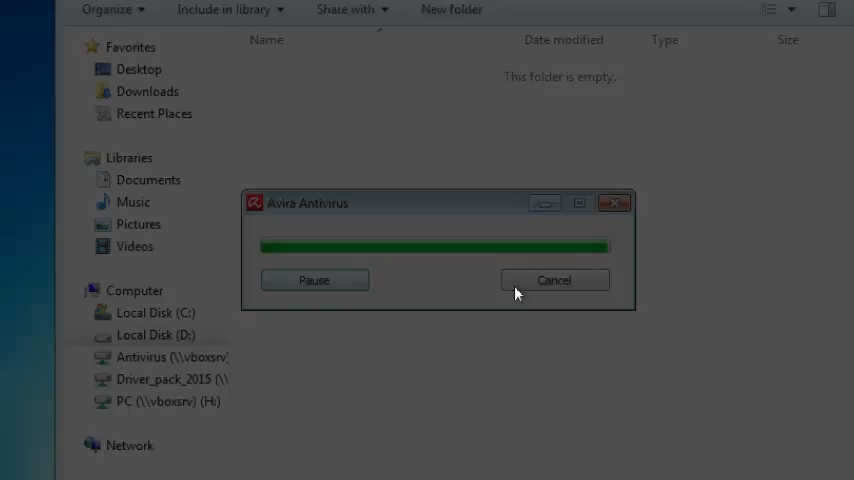 Organize Include in library Share with New folder
Name Date modified Type Size
This folder is empty.
Favorites
Desktop
Downloads
Recent Places
Libraries
Documents
Music
Pictures
Videos
Computer
Local Disk (C:)
Local Disk (D:)
Antivirus (\\vboxsrv)
Driver_pack_2015 (\\
PC (\\vboxsrv) (H:)
Network
Avira Antivirus
Pause Cancel